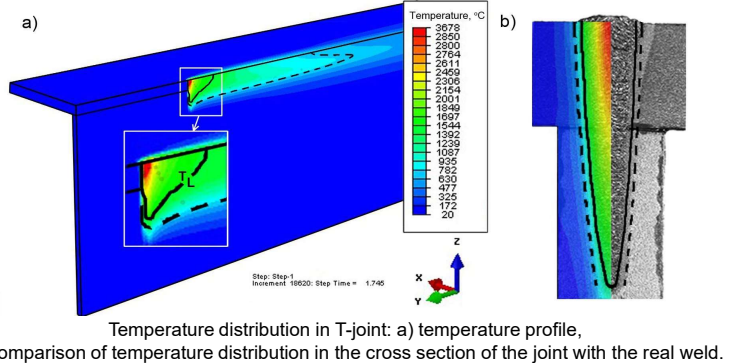 a)
Temperature, °C
3678
2850
2800
2764
2611
2459
2306
2154
2001
1849
1697
1544
1392
1239
1087
935
782
630
477
325
172
20
b)
TL
Step: Step-1
Increment 18620: Step Time = 1.745
Z
X
Y
Temperature distribution in T-joint: a) temperature profile,
omparison of temperature distribution in the cross section of the joint with the real weld.